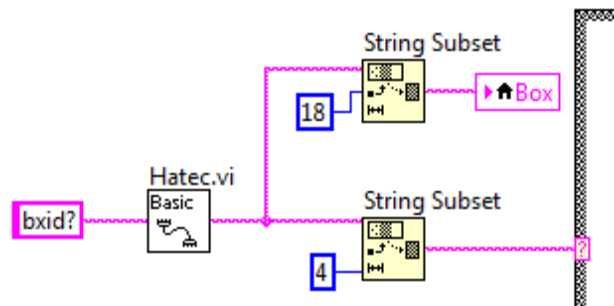 String Subset
18
Box
Hatec.vi
Basic
bxid?
String Subset
4
?